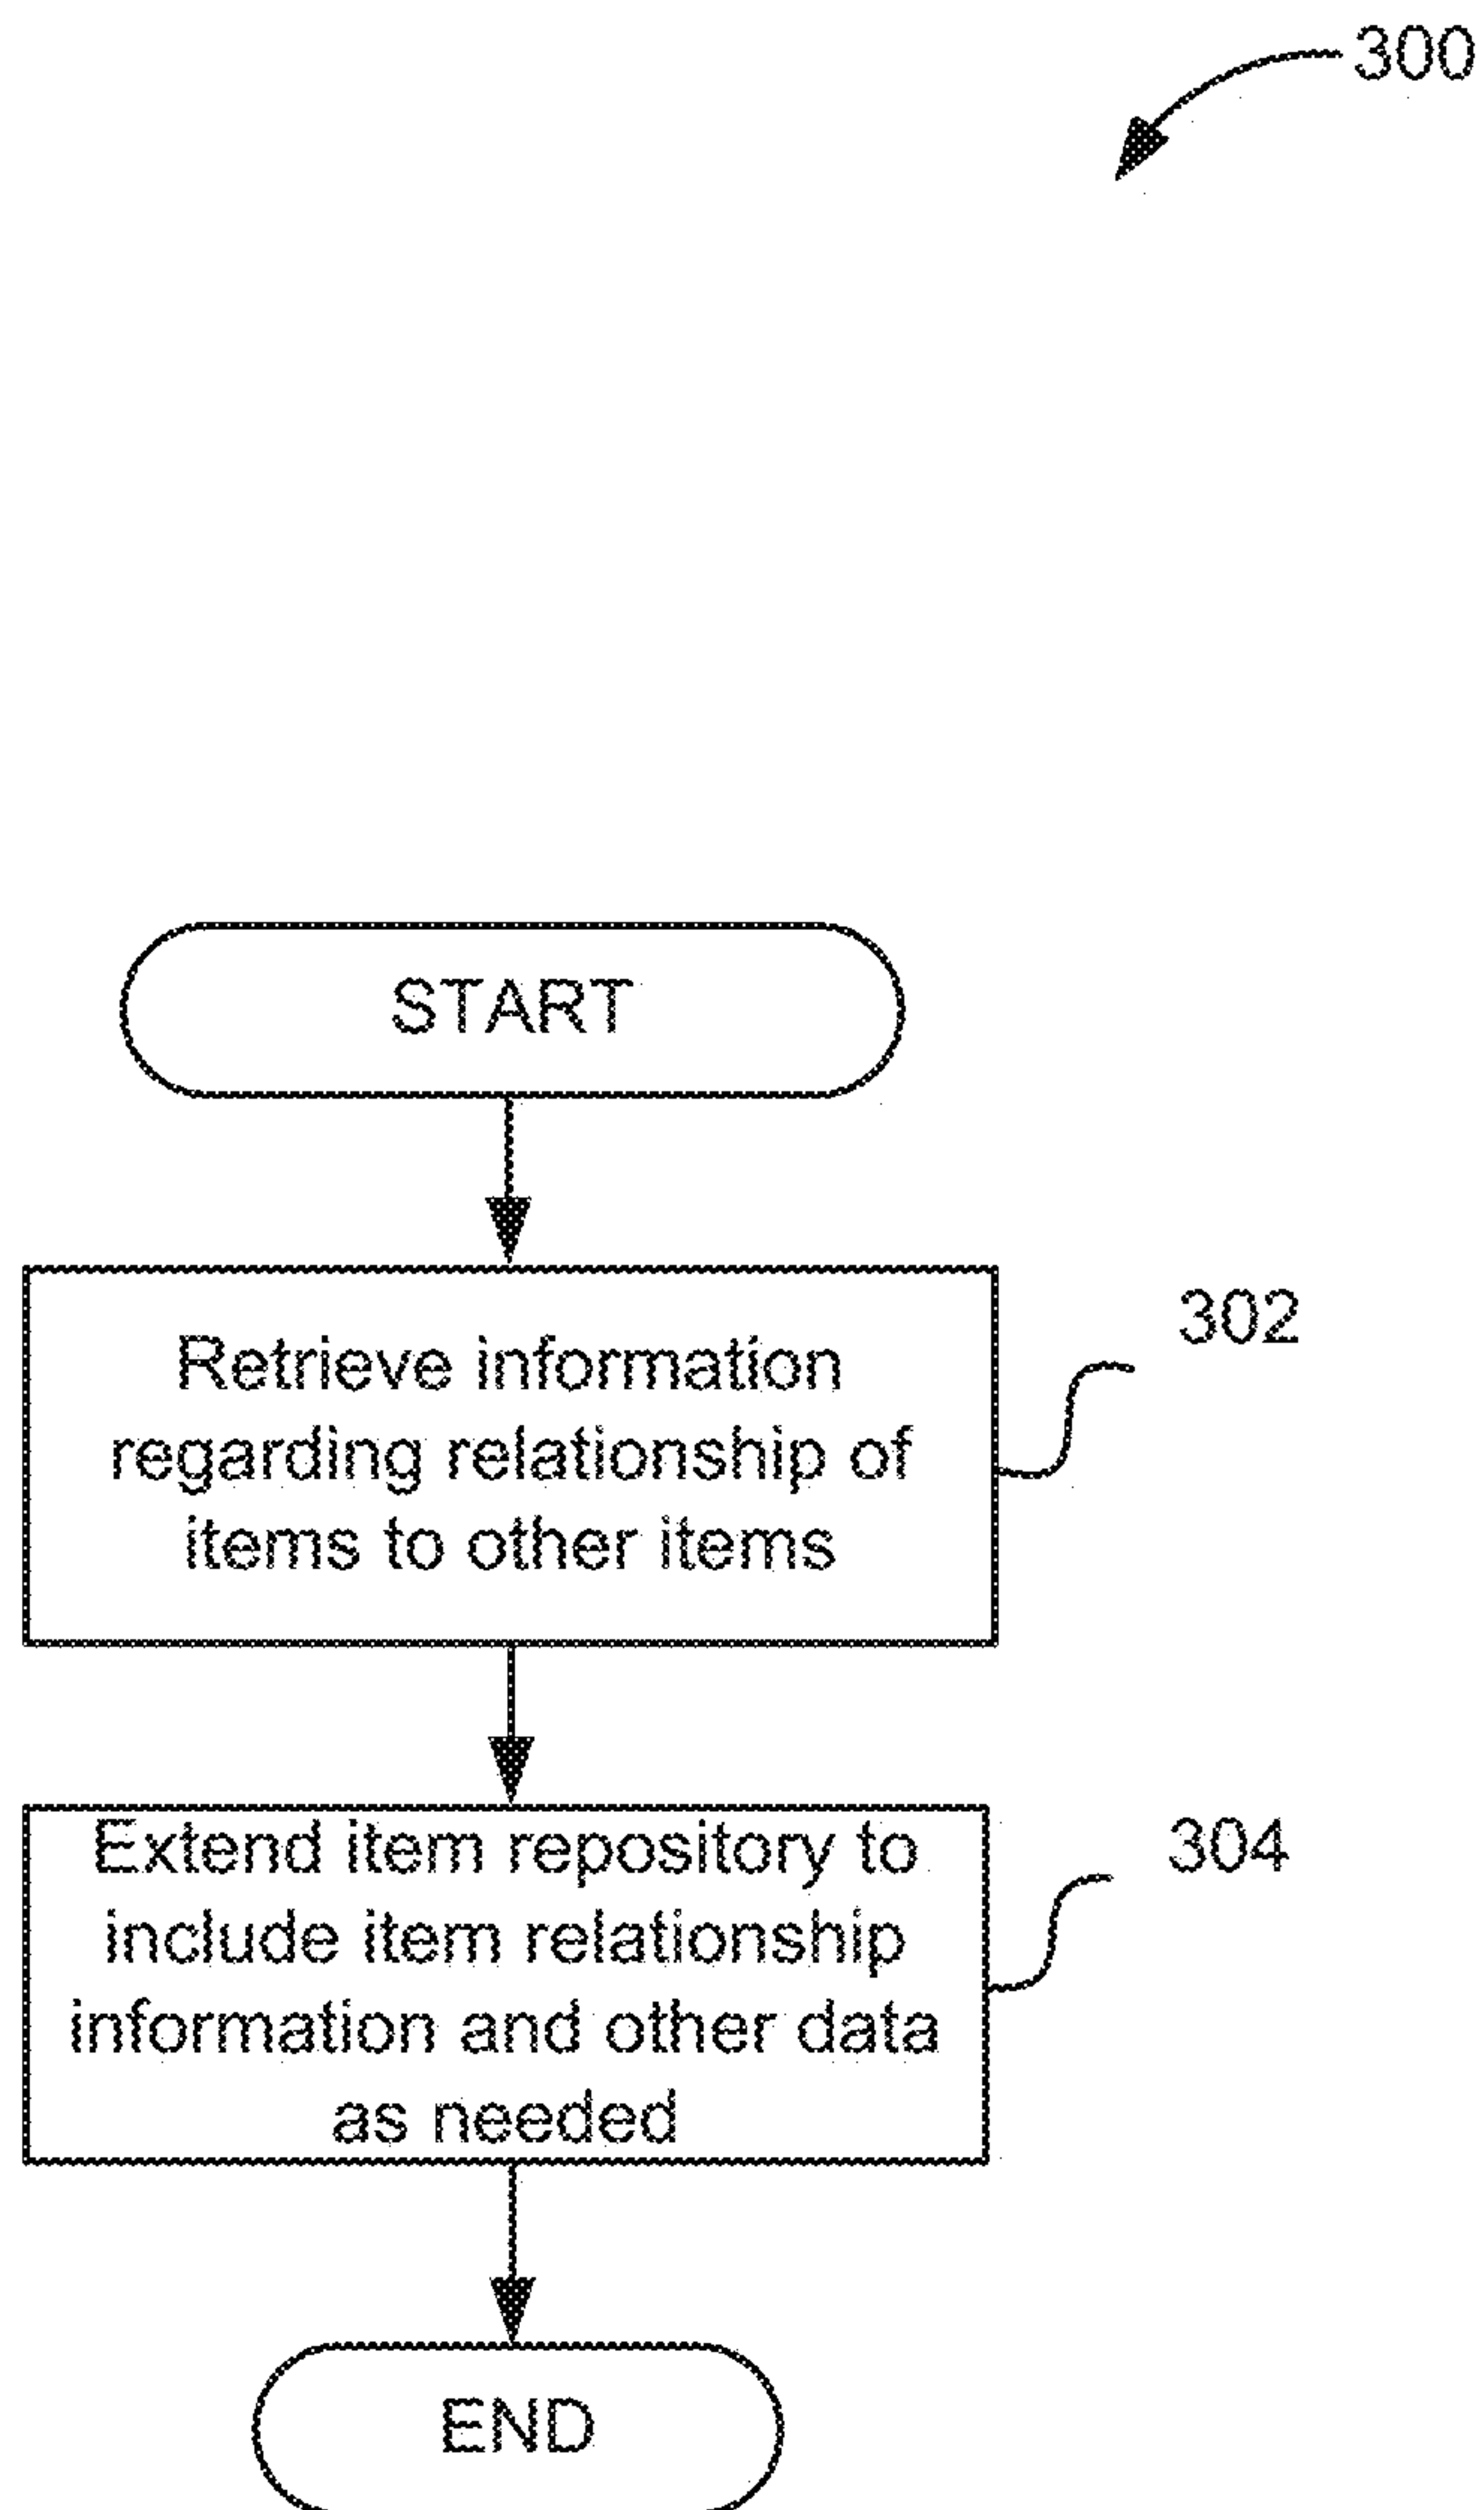 300
START
302
Retrieve information
regarding relationship of
items to other items
304
Extend item repository to
include item relationship
information and other data
as needed
END